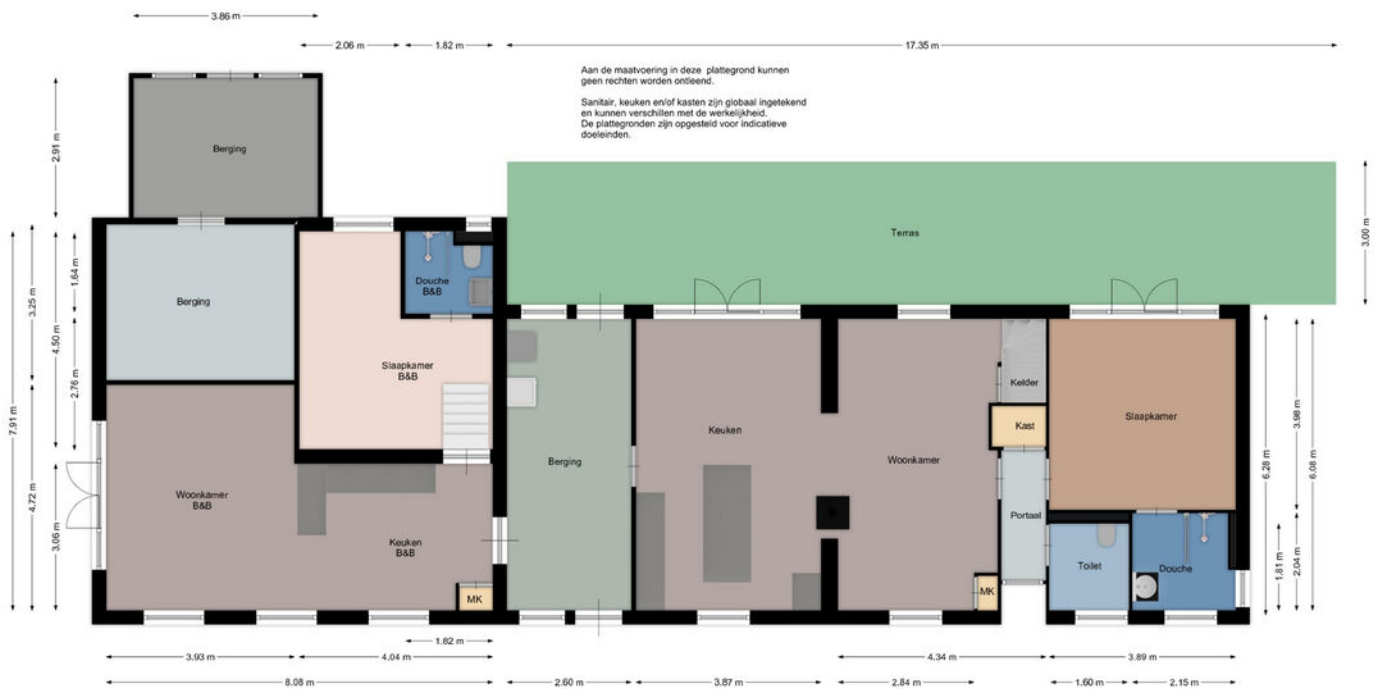 3.86 m
2.06 m
1.82 m
17.35 m
Aan de maatvoering in deze plattegrond kunnen
geen rechten worden ontleend.
Sanitair, keuken en/of kasten zijn globaal ingetekend
en kunnen verschillen met de werkelijkheid.
De plattegronden zijn opgesteld voor indicatieve
doeleinden.
2.91 m
Berging
3.00 m
Terras
7.91 m
3.25 m
4.50 m
1.64 m
Berging
Douche
B&B
2.76 m
Slaapkamer
B&B
Kelder
Kast
Slaapkamer
3.98 m
6.28 m
6.08 m
Keuken
Woonkamer
Berging
4.72 m
3.06 m
Woonkamer
B&B
Keuken
B&B
Portaal
Toilet
Douche
1.81 m
2.04 m
MK
MK
1.82 m
3.93 m
4.04 m
4.34 m
3.89 m
8.08 m
2.60 m
3.87 m
2.84 m
1.60 m
2.15 m